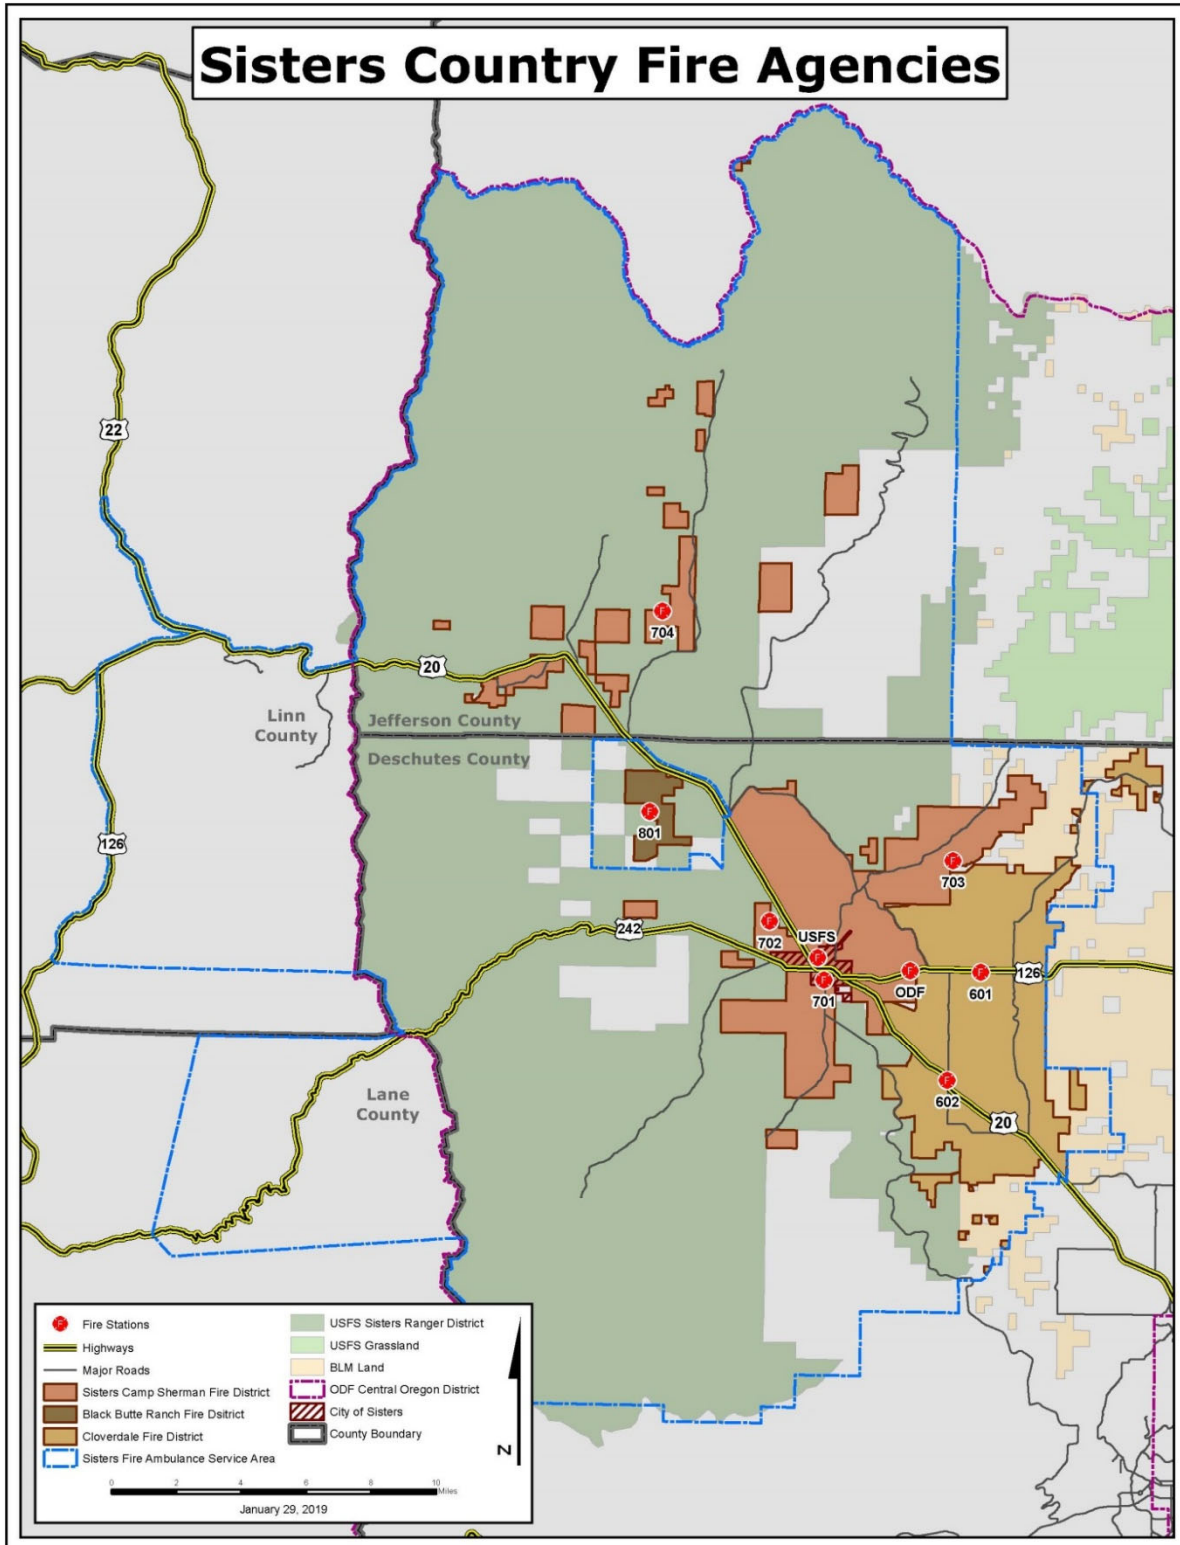 Sisters Country Fire Agencies
22
F
704
20
Linn
County
Jefferson County
Deschutes County
F
801
126
F
703
242
F
702
USFS
F
F
701
F
ODF
F
601
126
F
602
20
Lane
County
F Fire Stations
Highways
Major Roads
Sisters Camp Sherman Fire District
Black Butte Ranch Fire Dsitrict
Cloverdale Fire District
Sisters Fire Ambulance Service Area
USFS Sisters Ranger District
USFS Grassland
BLM Land
ODF Central Oregon District
City of Sisters
County Boundary
N
0 2 4 6 8 10
Miles
January 29, 2019